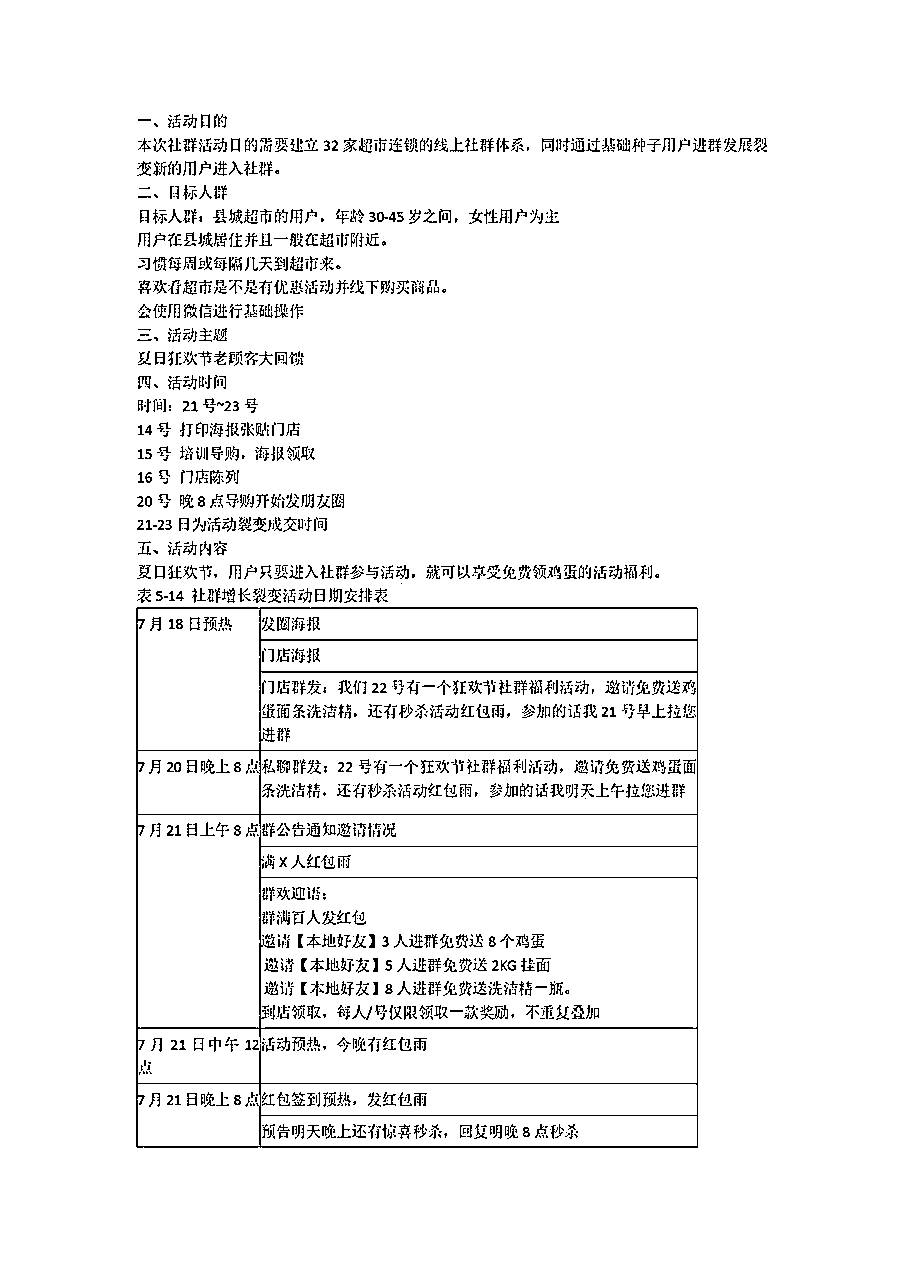 一、活动目的
本次社群活动目的需要建立 32 家超市连锁的线上社群体系，同时通过基础种子用户进群发展裂
变新的用户进入社群。
二、目标人群
目标人群：县城超市的用户，年龄 30-45 岁之间，女性用户为主
用户在县城居住并且一般在超市附近。
习惯每周或每隔几天到超市来。
喜欢看超市是不是有优惠活动并线下购买商品。
会使用微信进行基础操作
三、活动主题
夏日狂欢节老顾客大回馈
四、活动时间
时间：21 号~23 号
14 号 打印海报张贴门店
15 号 培训导购，海报领取
16 号 门店陈列
20 号 晚 8 点导购开始发朋友圈
21-23 日为活动裂变成交时间
五、活动内容
夏日狂欢节，用户只要进入社群参与活动，就可以享受免费领鸡蛋的活动福利。
表 5-14 社群增长裂变活动日期安排表
7 月 18 日预热
发圈海报
门店海报
门店群发：我们 22 号有一个狂欢节社群福利活动，邀请免费送鸡
蛋面条洗洁精，还有秒杀活动红包雨，参加的话我 21 号早上拉您
进群
7 月 20 日晚上 8 点
私聊群发：22 号有一个狂欢节社群福利活动，邀请免费送鸡蛋面
条洗洁精，还有秒杀活动红包雨，参加的话我明天上午拉您进群
7 月 21 日上午 8 点
群公告通知邀请情况
满 X 人红包雨
群欢迎语：
群满百人发红包
邀请【本地好友】3 人进群免费送 8 个鸡蛋
邀请【本地好友】5 人进群免费送 2KG 挂面
邀请【本地好友】8 人进群免费送洗洁精一瓶。
到店领取，每人/号仅限领取一款奖励，不重复叠加
7 月 21 日中午 12
点
活动预热，今晚有红包雨
7 月 21 日晚上 8 点
红包签到预热，发红包雨
预告明天晚上还有惊喜秒杀，回复明晚 8 点秒杀